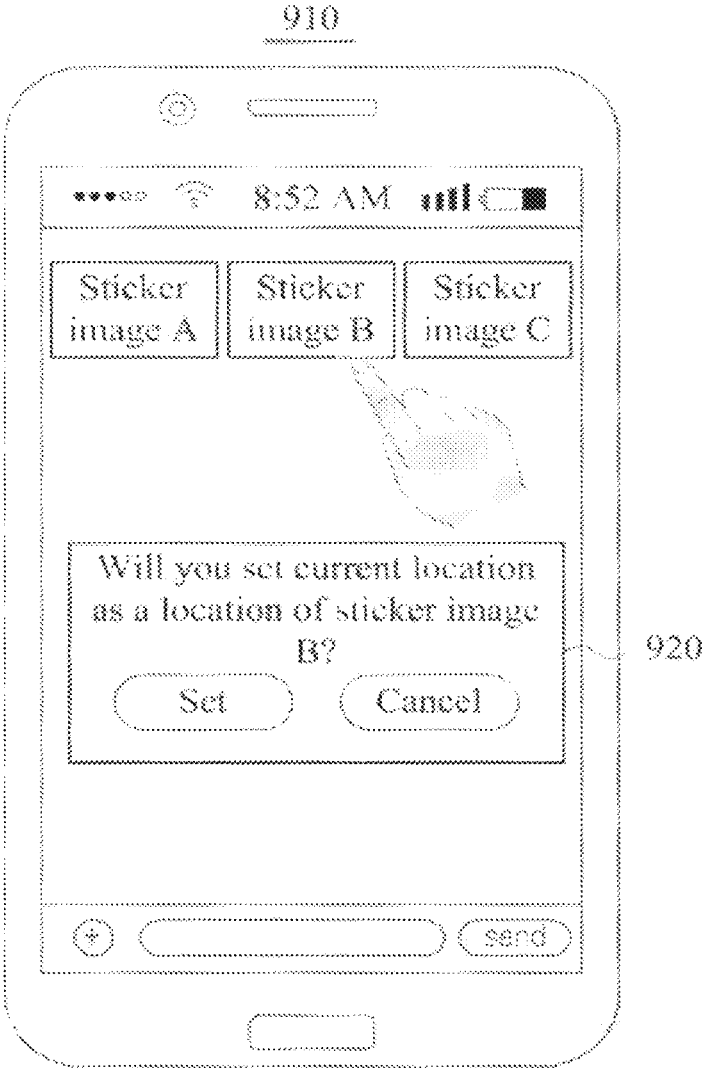 910
8:52 AM
Sticker
image A
Sticker
image B
Sticker
image C
Will you set current location
as a location of sticker image
B?
920
Set
Cancel
+
send